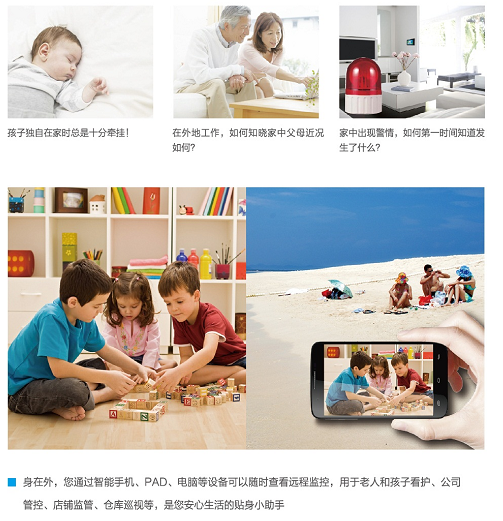 孩子独自在家时总是十分牵挂!
在外地工作，如何知晓家中父母近况
如何?
家中出现警情，如何第一时间知道发
生了什么?
身在外，您通过智能手机、PAD、电脑等设备可以随时查看远程监控，用于老人和孩子看护、公司
管控、店铺监管、仓库巡视等，是您安心生活的贴身小助手